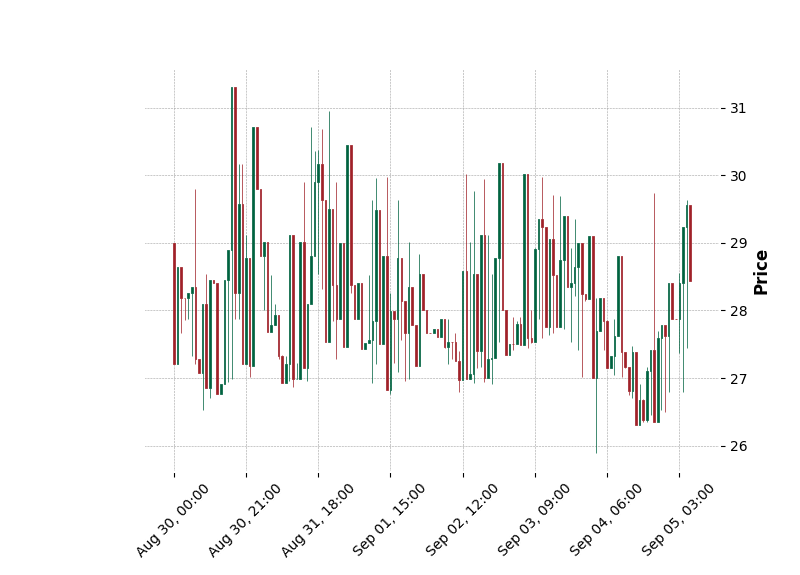 31
30
29
28
27
26
Price
Aug 30, 00:00
Aug 30, 21:00
Aug 31, 18:00
Sep 01, 15:00
Sep 02, 12:00
Sep 03, 09:00
Sep 04, 06:00
Sep 05, 03:00